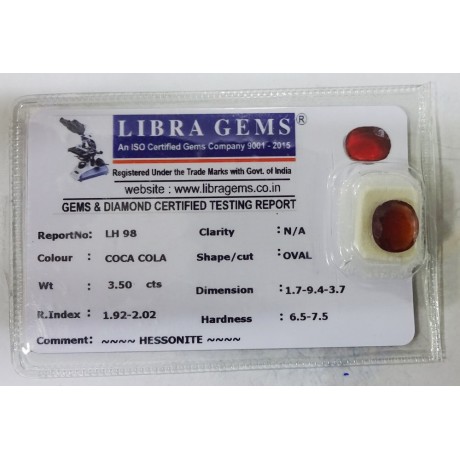 LIBRA GEMS®
An ISO Certified Gems Company 9001 - 2015
Registered Under the Trade Marks with Govt. of India
website : www.libragems.co.in
GEMS & DIAMOND CERTIFIED TESTING REPORT
ReportNo: LH 98 Clarity : N/A
Colour : COCA COLA Shape/cut : OVAL
Wt : 3.50 cts Dimension : 1.7-9.4-3.7
R.Index : 1.92-2.02 Hardness : 6.5-7.5
Comment: ~~~~ HESSONITE ~~~~